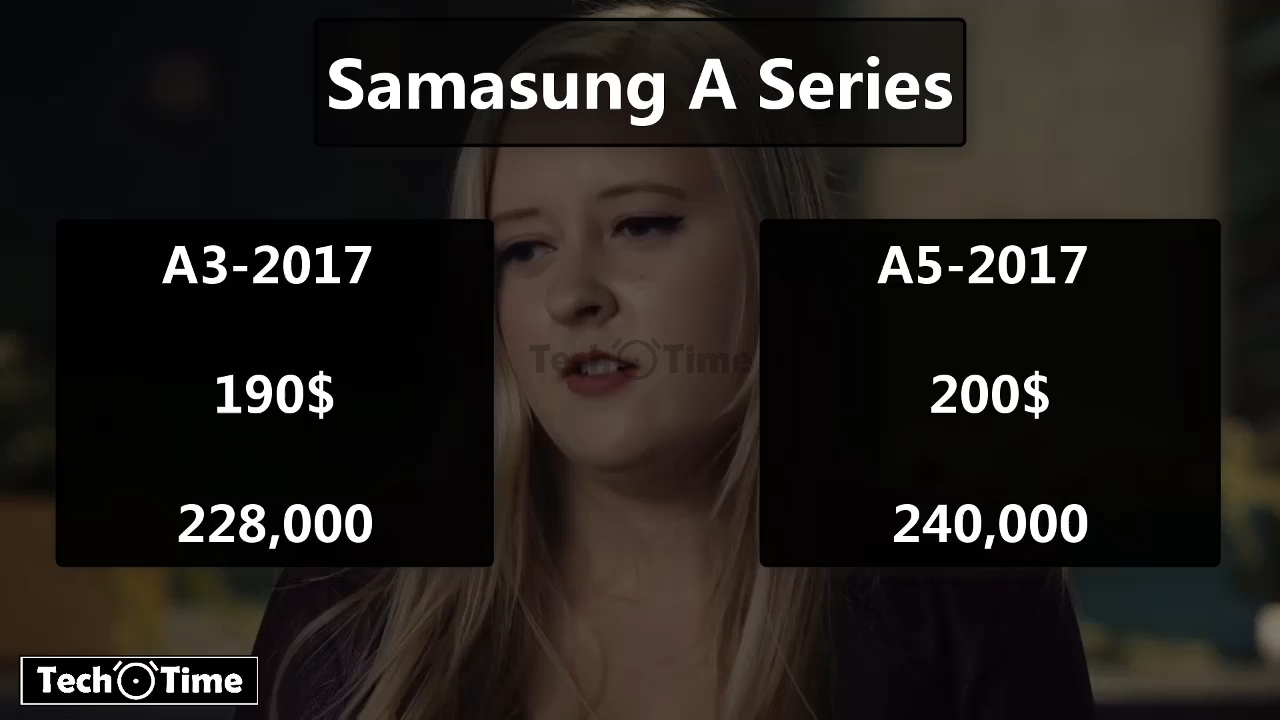 Samasung A Series
A3-2017
190$
228,000
A5-2017
200$
240,000
Tech Time
Tech Time